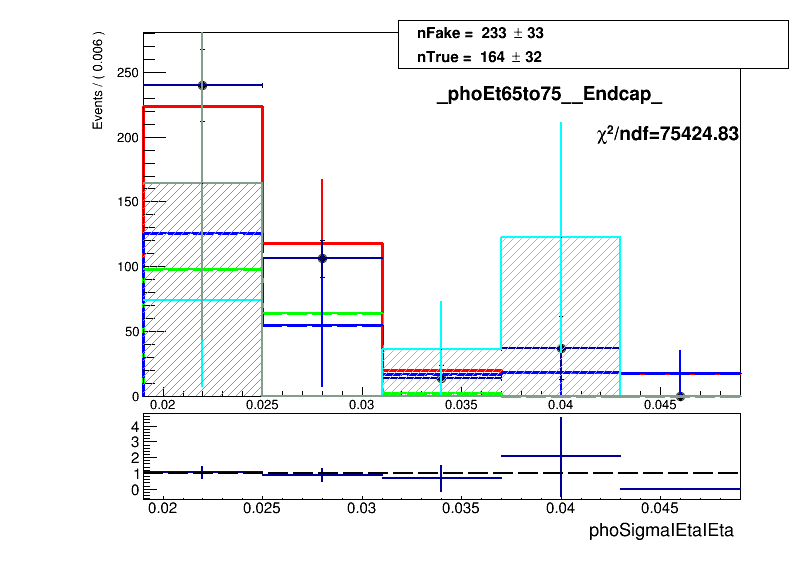 nFake = 233 ± 33
nTrue = 164 ± 32
Events / ( 0.006 )
_phoEt65to75__Endcap_
χ²/ndf=75424.83
250
200
150
100
50
0
0.02 0.025 0.03 0.035 0.04 0.045
4
3
2
1
0
0.02 0.025 0.03 0.035 0.04 0.045
phoSigmaIEtaIEta